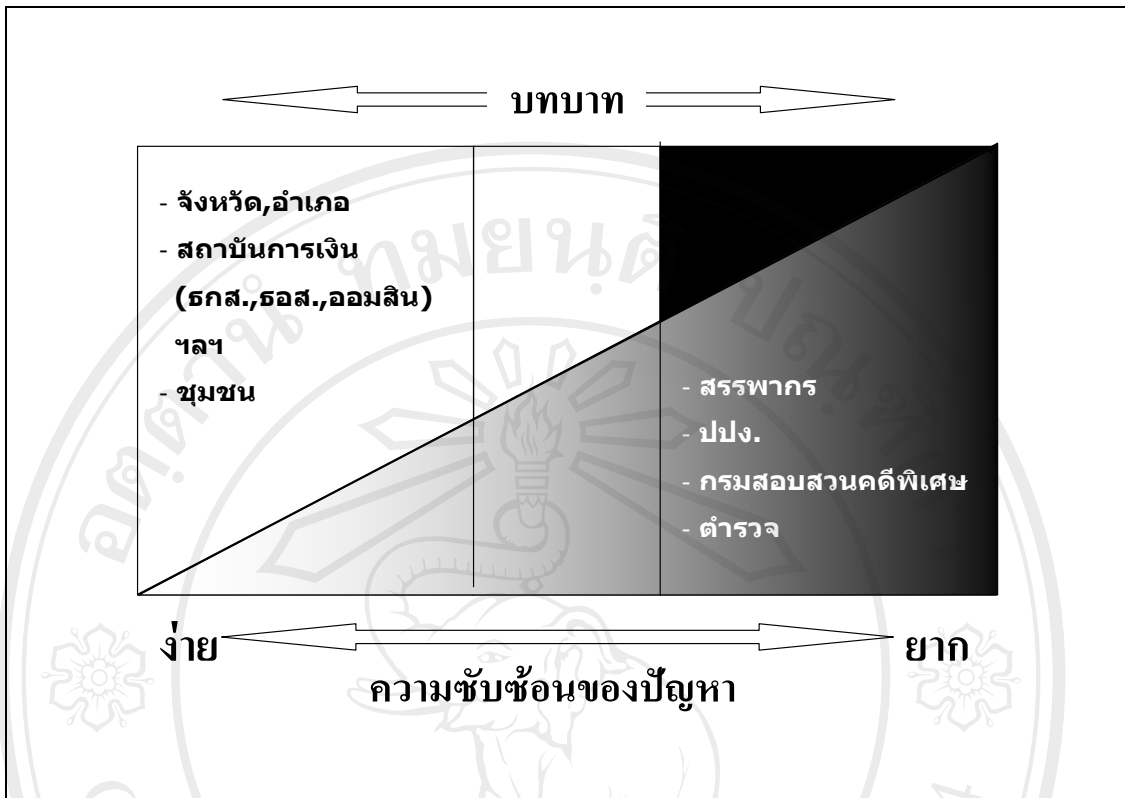 บทบาท
- จังหวัด,อำเภอ
- สถาบันการเงิน
(ธกส.,ธอส.,ออมสิน)
ฯลฯ
- ชุมชน
- สรรพากร
- ปปง.
- กรมสอบสวนคดีพิเศษ
- ตำรวจ
ง่าย
ยาก
ความซับซ้อนของปัญหา